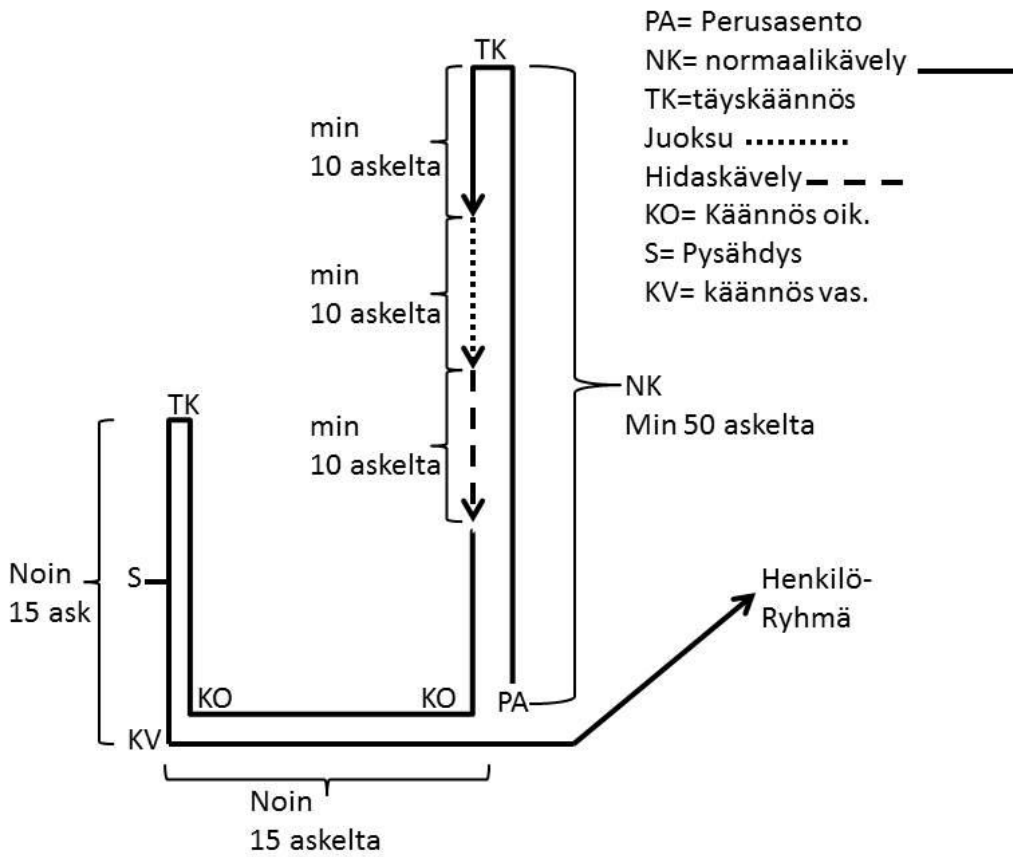 TK
min
10 askelta
min
10 askelta
min
10 askelta
NK
Min 50 askelta
PA= Perusasento
NK= normaalikävely
TK=täyskäännös
Juoksu
Hidaskävely
KO= Käännös oik.
S= Pysähdys
KV= käännös vas.
TK
Noin
15 ask
S
KO
KO
PA
KV
Henkilö-
Ryhmä
Noin
15 askelta